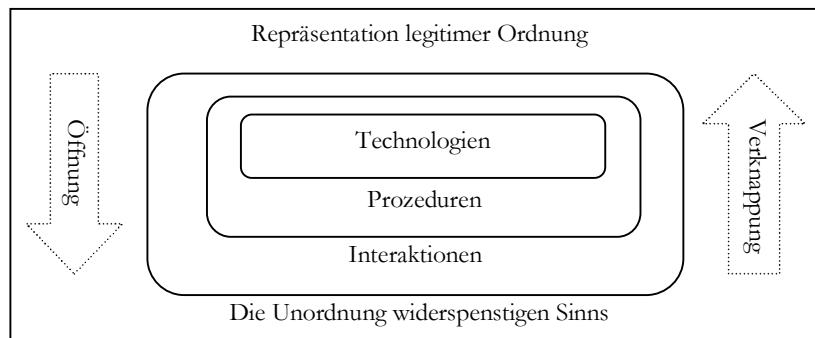 Repräsentation legitimer Ordnung
Öffnung
Technologien
Verknappung
Prozeduren
Interaktionen
Die Unordnung widerspenstigen Sinns